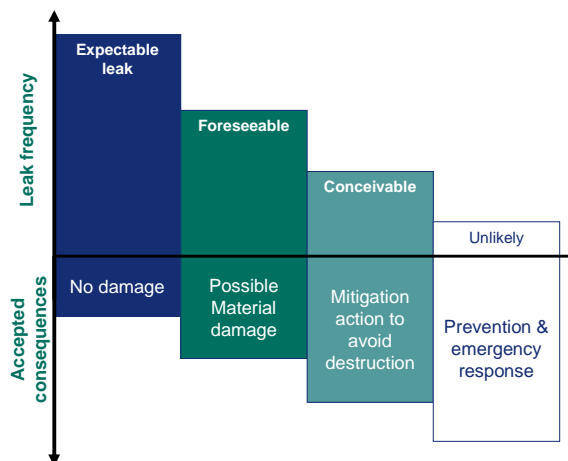 Leak frequency
Accepted
consequences
Expectable
leak
Foreseeable
Conceivable
Unlikely
No damage
Possible
Material
damage
Mitigation
action to
avoid
destruction
Prevention &
emergency
response